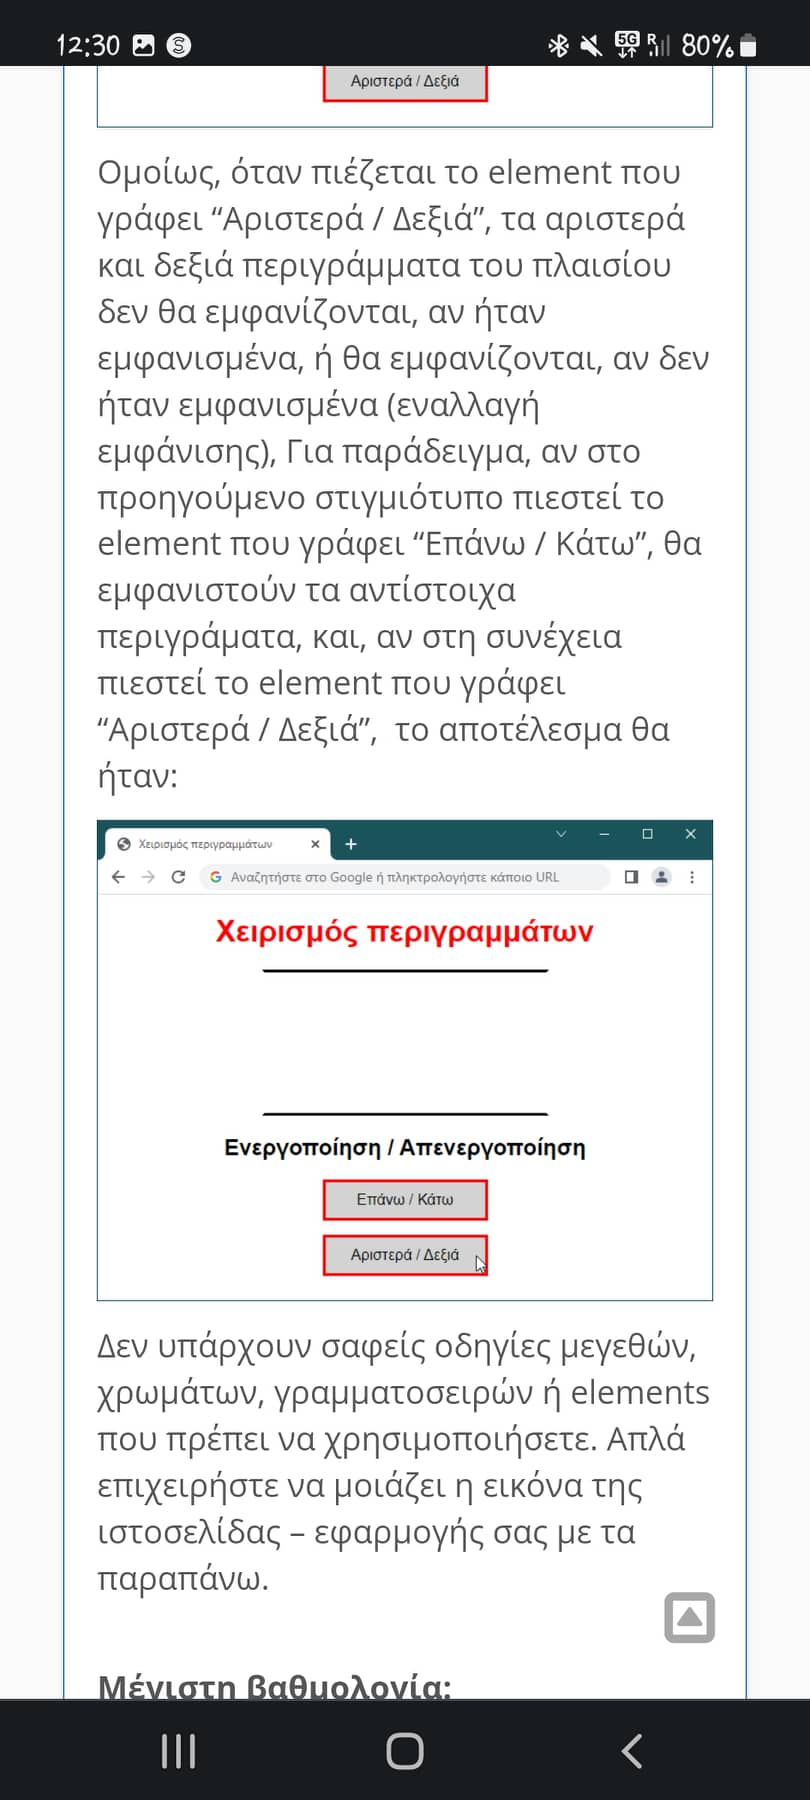 12:30
5G R 80%
Αριστερά / Δεξιά
Ομοίως, όταν πιέζεται το element που
γράφει “Αριστερά / Δεξιά”, τα αριστερά
και δεξιά περιγράμματα του πλαισίου
δεν θα εμφανίζονται, αν ήταν
εμφανισμένα, ή θα εμφανίζονται, αν δεν
ήταν εμφανισμένα (εναλλαγή
εμφάνισης), Για παράδειγμα, αν στο
προηγούμενο στιγμιότυπο πιεστεί το
element που γράφει “Επάνω / Κάτω”, θα
εμφανιστούν τα αντίστοιχα
περιγράματα, και, αν στη συνέχεια
πιεστεί το element που γράφει
“Αριστερά / Δεξιά”, το αποτέλεσμα θα
ήταν:
Χειρισμός περιγραμμάτων
Αναζητήστε στο Google ή πληκτρολογήστε κάποιο URL
Χειρισμός περιγραμμάτων
Ενεργοποίηση / Απενεργοποίηση
Επάνω / Κάτω
Αριστερά / Δεξιά
Δεν υπάρχουν σαφείς οδηγίες μεγεθών,
χρωμάτων, γραμματοσειρών ή elements
που πρέπει να χρησιμοποιήσετε. Απλά
επιχειρήστε να μοιάζει η εικόνα της
ιστοσελίδας – εφαρμογής σας με τα
παραπάνω.
Μέγιστη βαθμολογία: